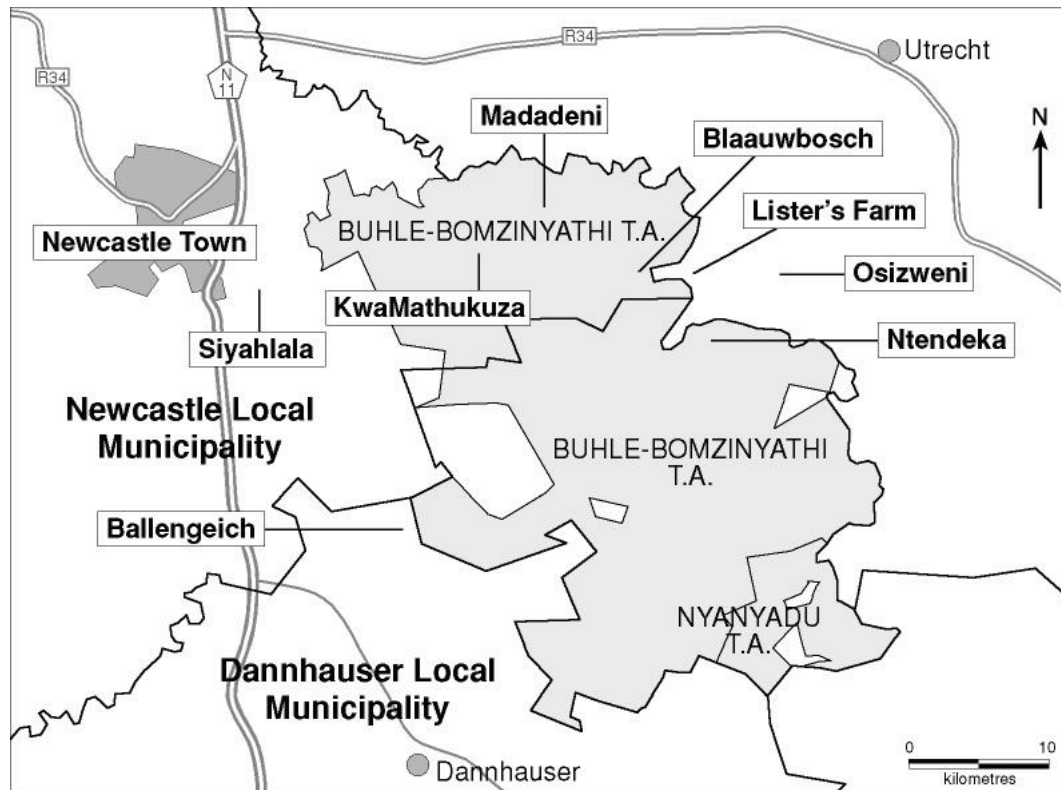 R34
Utrecht
R34
N
11
N
Madadeni
Blaauwbosch
Lister's Farm
BUHLE-BOMZINYATHI T.A.
Newcastle Town
Osizweni
KwaMathukuza
Ntendeka
Siyahlala
Newcastle Local
Municipality
BUHLE-BOMZINYATHI
T.A.
Ballengeich
NYANYADU
T.A.
Dannhauser Local
Municipality
0 10
kilometres
Dannhauser